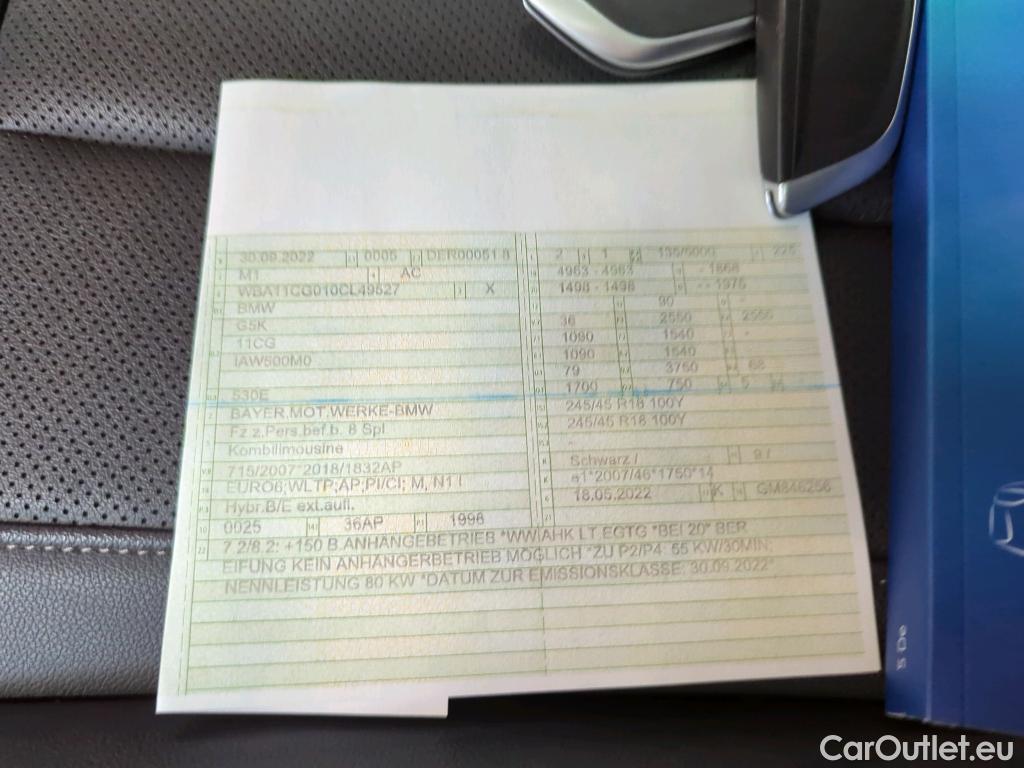 30.09.2022 0005 DER00051 8
M1 AC
WBA11CG010CL49527 X
BMW
G5K
11CG
IAW500M0
530E
BAYER.MOT.WERKE-BMW
Fz.z.Pers.bef.b. 8 Spl
Kombilimousine
715/2007*2018/1832AP
EURO6;WLTP;AP;PI/CI; M, N1 I
Hybr.B/E ext.aufl.
0025 36AP 1998
2 1 135/5000 225
4963 - 4963 - 1868
1498 - 1498 - - 1975
- 90 -
36 2550 2550
1090 1540 -
1090 1540
79 3750 68
1700 750 5
245/45 R18 100Y
245/45 R18 100Y
-
Schwarz / 9 /
e1*2007/46*1750*14
18.05.2022 K GM846256
7.2/8.2: +150 B.ANHÄNGEBETRIEB *WW.AHK LT.EGTG *BEI 20" BER
EIFUNG KEIN ANHÄNGERBETRIEB MÖGLICH *ZU P2/P4: 55 KW/30MIN;
NENNLEISTUNG 80 KW *DATUM ZUR EMISSIONSKLASSE: 30.09.2022*
5 De
CarOutlet.eu